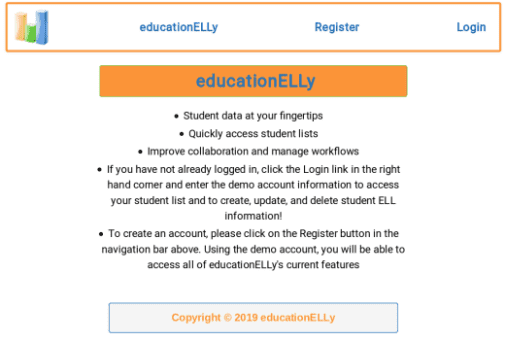 educationELLy Register Login
educationELLy
• Student data at your fingertips
• Quickly access student lists
• Improve collaboration and manage workflows
• If you have not already logged in, click the Login link in the right
hand corner and enter the demo account information to access
your student list and to create, update, and delete student ELL
information!
• To create an account, please click on the Register button in the
navigation bar above. Using the demo account, you will be able to
access all of educationELLy's current features
Copyright © 2019 educationELLy